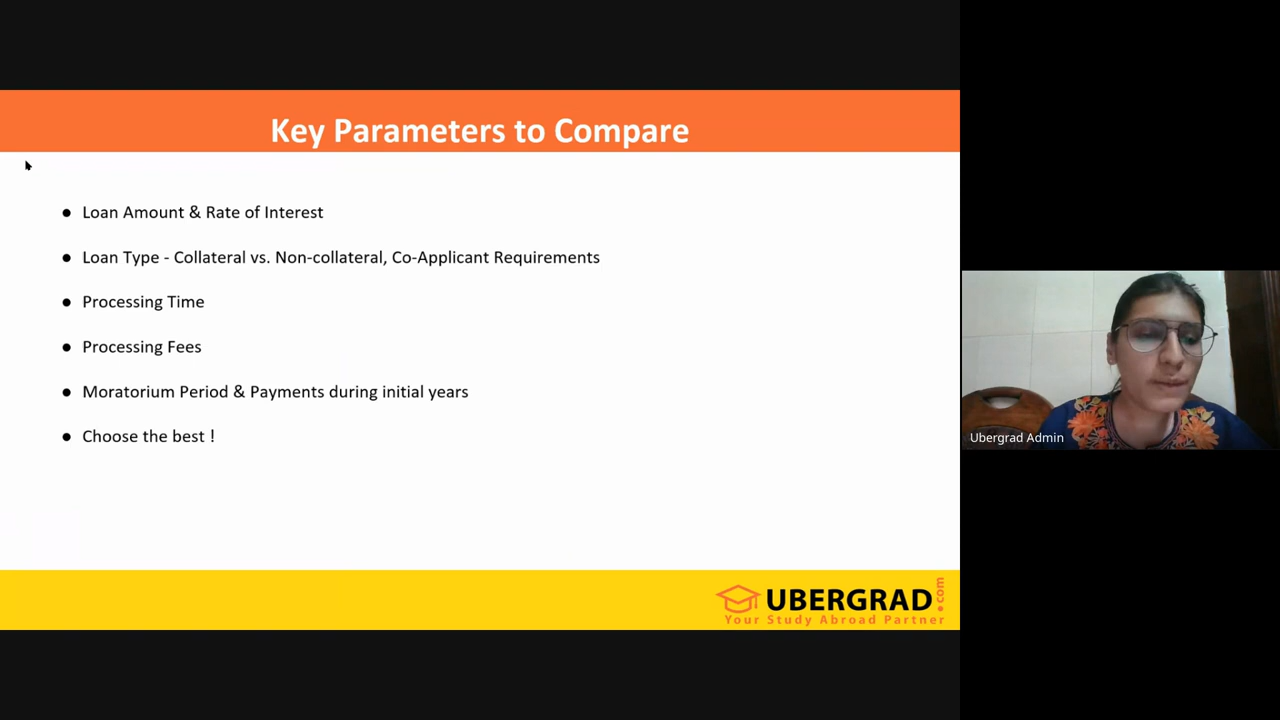 Key Parameters to Compare
● Loan Amount & Rate of Interest
● Loan Type - Collateral vs. Non-collateral, Co-Applicant Requirements
● Processing Time
● Processing Fees
● Moratorium Period & Payments during initial years
● Choose the best !
Ubergrad Admin
UBERGRAD.com
Your Study Abroad Partner